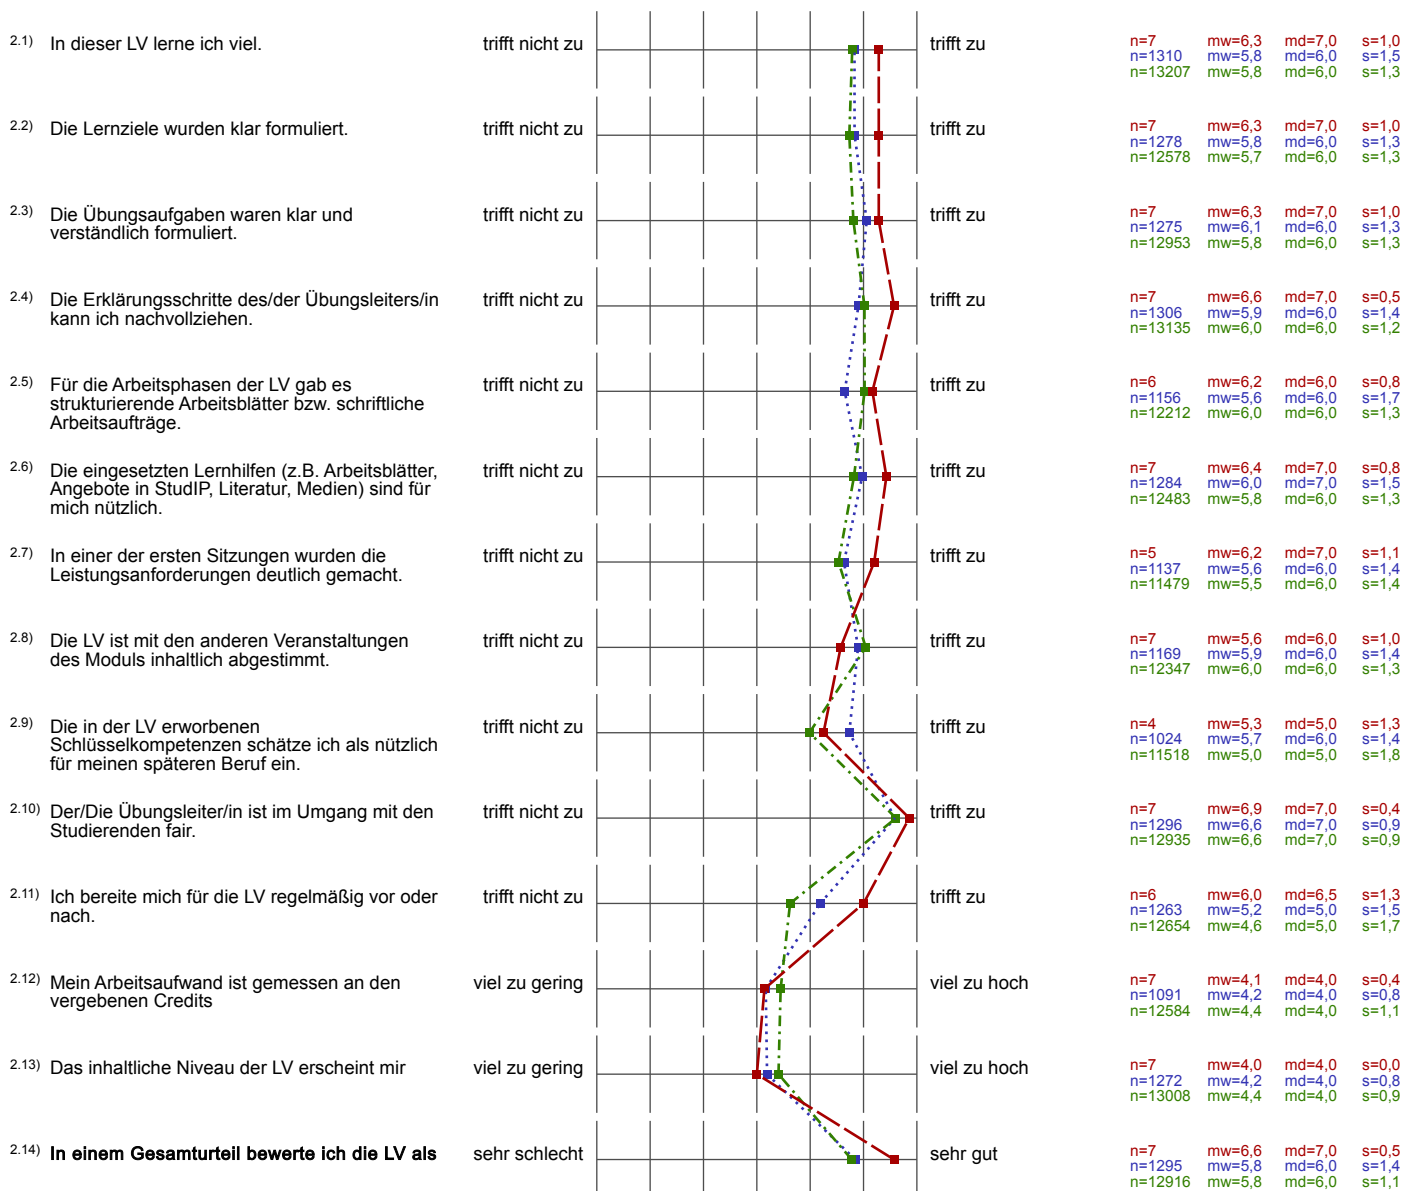 2.1) In dieser LV lerne ich viel. trifft nicht zu trifft zu n=7 mw=6,3 md=7,0 s=1,0
n=1310 mw=5,8 md=6,0 s=1,5
n=13207 mw=5,8 md=6,0 s=1,3
2.2) Die Lernziele wurden klar formuliert. trifft nicht zu trifft zu n=7 mw=6,3 md=7,0 s=1,0
n=1278 mw=5,8 md=6,0 s=1,3
n=12578 mw=5,7 md=6,0 s=1,3
2.3) Die Übungsaufgaben waren klar und trifft nicht zu trifft zu n=7 mw=6,3 md=7,0 s=1,0
verständlich formuliert. n=1275 mw=6,1 md=6,0 s=1,3
n=12953 mw=5,8 md=6,0 s=1,3
2.4) Die Erklärungsschritte des/der Übungsleiters/in trifft nicht zu trifft zu n=7 mw=6,6 md=7,0 s=0,5
kann ich nachvollziehen. n=1306 mw=5,9 md=6,0 s=1,4
n=13135 mw=6,0 md=6,0 s=1,2
2.5) Für die Arbeitsphasen der LV gab es trifft nicht zu trifft zu n=6 mw=6,2 md=6,0 s=0,8
strukturierende Arbeitsblätter bzw. schriftliche n=1156 mw=5,6 md=6,0 s=1,7
Arbeitsaufträge. n=12212 mw=6,0 md=6,0 s=1,3
2.6) Die eingesetzten Lernhilfen (z.B. Arbeitsblätter, trifft nicht zu trifft zu n=7 mw=6,4 md=7,0 s=0,8
Angebote in StudIP, Literatur, Medien) sind für n=1284 mw=6,0 md=7,0 s=1,5
mich nützlich. n=12483 mw=5,8 md=6,0 s=1,3
2.7) In einer der ersten Sitzungen wurden die trifft nicht zu trifft zu n=5 mw=6,2 md=7,0 s=1,1
Leistungsanforderungen deutlich gemacht. n=1137 mw=5,6 md=6,0 s=1,4
n=11479 mw=5,5 md=6,0 s=1,4
2.8) Die LV ist mit den anderen Veranstaltungen trifft nicht zu trifft zu n=7 mw=5,6 md=6,0 s=1,0
des Moduls inhaltlich abgestimmt. n=1169 mw=5,9 md=6,0 s=1,4
n=12347 mw=6,0 md=6,0 s=1,3
2.9) Die in der LV erworbenen trifft nicht zu trifft zu n=4 mw=5,3 md=5,0 s=1,3
Schlüsselkompetenzen schätze ich als nützlich n=1024 mw=5,7 md=6,0 s=1,4
für meinen späteren Beruf ein. n=11518 mw=5,0 md=5,0 s=1,8
2.10) Der/Die Übungsleiter/in ist im Umgang mit den trifft nicht zu trifft zu n=7 mw=6,9 md=7,0 s=0,4
Studierenden fair. n=1296 mw=6,6 md=7,0 s=0,9
n=12935 mw=6,6 md=7,0 s=0,9
2.11) Ich bereite mich für die LV regelmäßig vor oder trifft nicht zu trifft zu n=6 mw=6,0 md=6,5 s=1,3
nach. n=1263 mw=5,2 md=5,0 s=1,5
n=12654 mw=4,6 md=5,0 s=1,7
2.12) Mein Arbeitsaufwand ist gemessen an den viel zu gering viel zu hoch n=7 mw=4,1 md=4,0 s=0,4
vergebenen Credits n=1091 mw=4,2 md=4,0 s=0,8
n=12584 mw=4,4 md=4,0 s=1,1
2.13) Das inhaltliche Niveau der LV erscheint mir viel zu gering viel zu hoch n=7 mw=4,0 md=4,0 s=0,0
n=1272 mw=4,2 md=4,0 s=0,8
n=13008 mw=4,4 md=4,0 s=0,9
2.14) In einem Gesamturteil bewerte ich die LV als sehr schlecht sehr gut n=7 mw=6,6 md=7,0 s=0,5
n=1295 mw=5,8 md=6,0 s=1,4
n=12916 mw=5,8 md=6,0 s=1,1